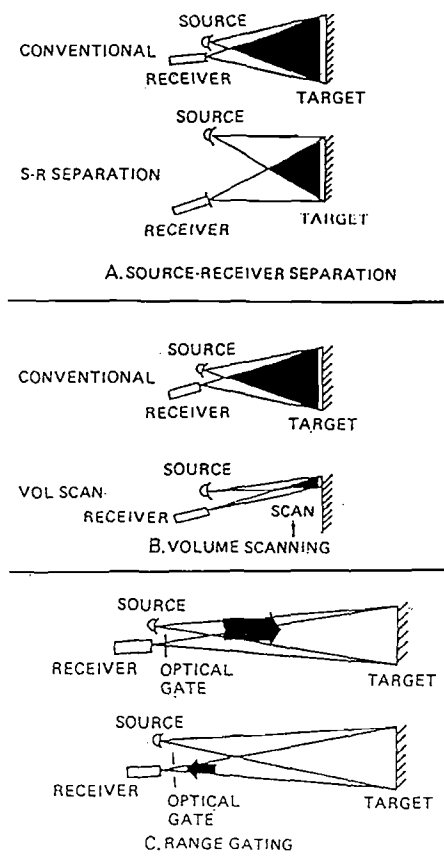 SOURCE
CONVENTIONAL
RECEIVER
TARGET
SOURCE
S-R SEPARATION
RECEIVER
TARGET
A. SOURCE-RECEIVER SEPARATION
SOURCE
CONVENTIONAL
RECEIVER
TARGET
SOURCE
VOL SCAN
RECEIVER
SCAN
B. VOLUME SCANNING
SOURCE
RECEIVER
OPTICAL
GATE
TARGET
SOURCE
RECEIVER
OPTICAL
GATE
TARGET
C. RANGE GATING